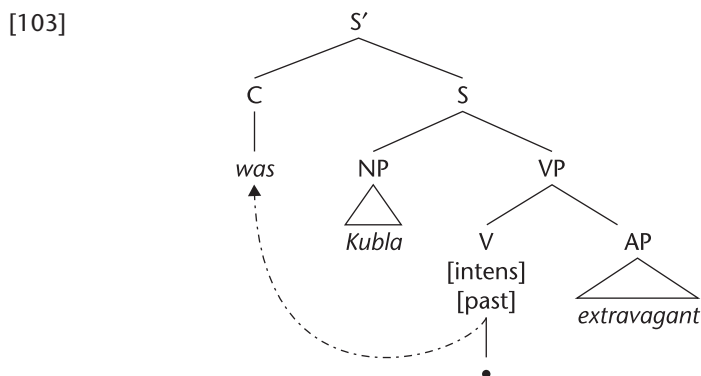 [103]
S′
C
S
was
NP
VP
Kubla
V
AP
[intens]
[past]
extravagant